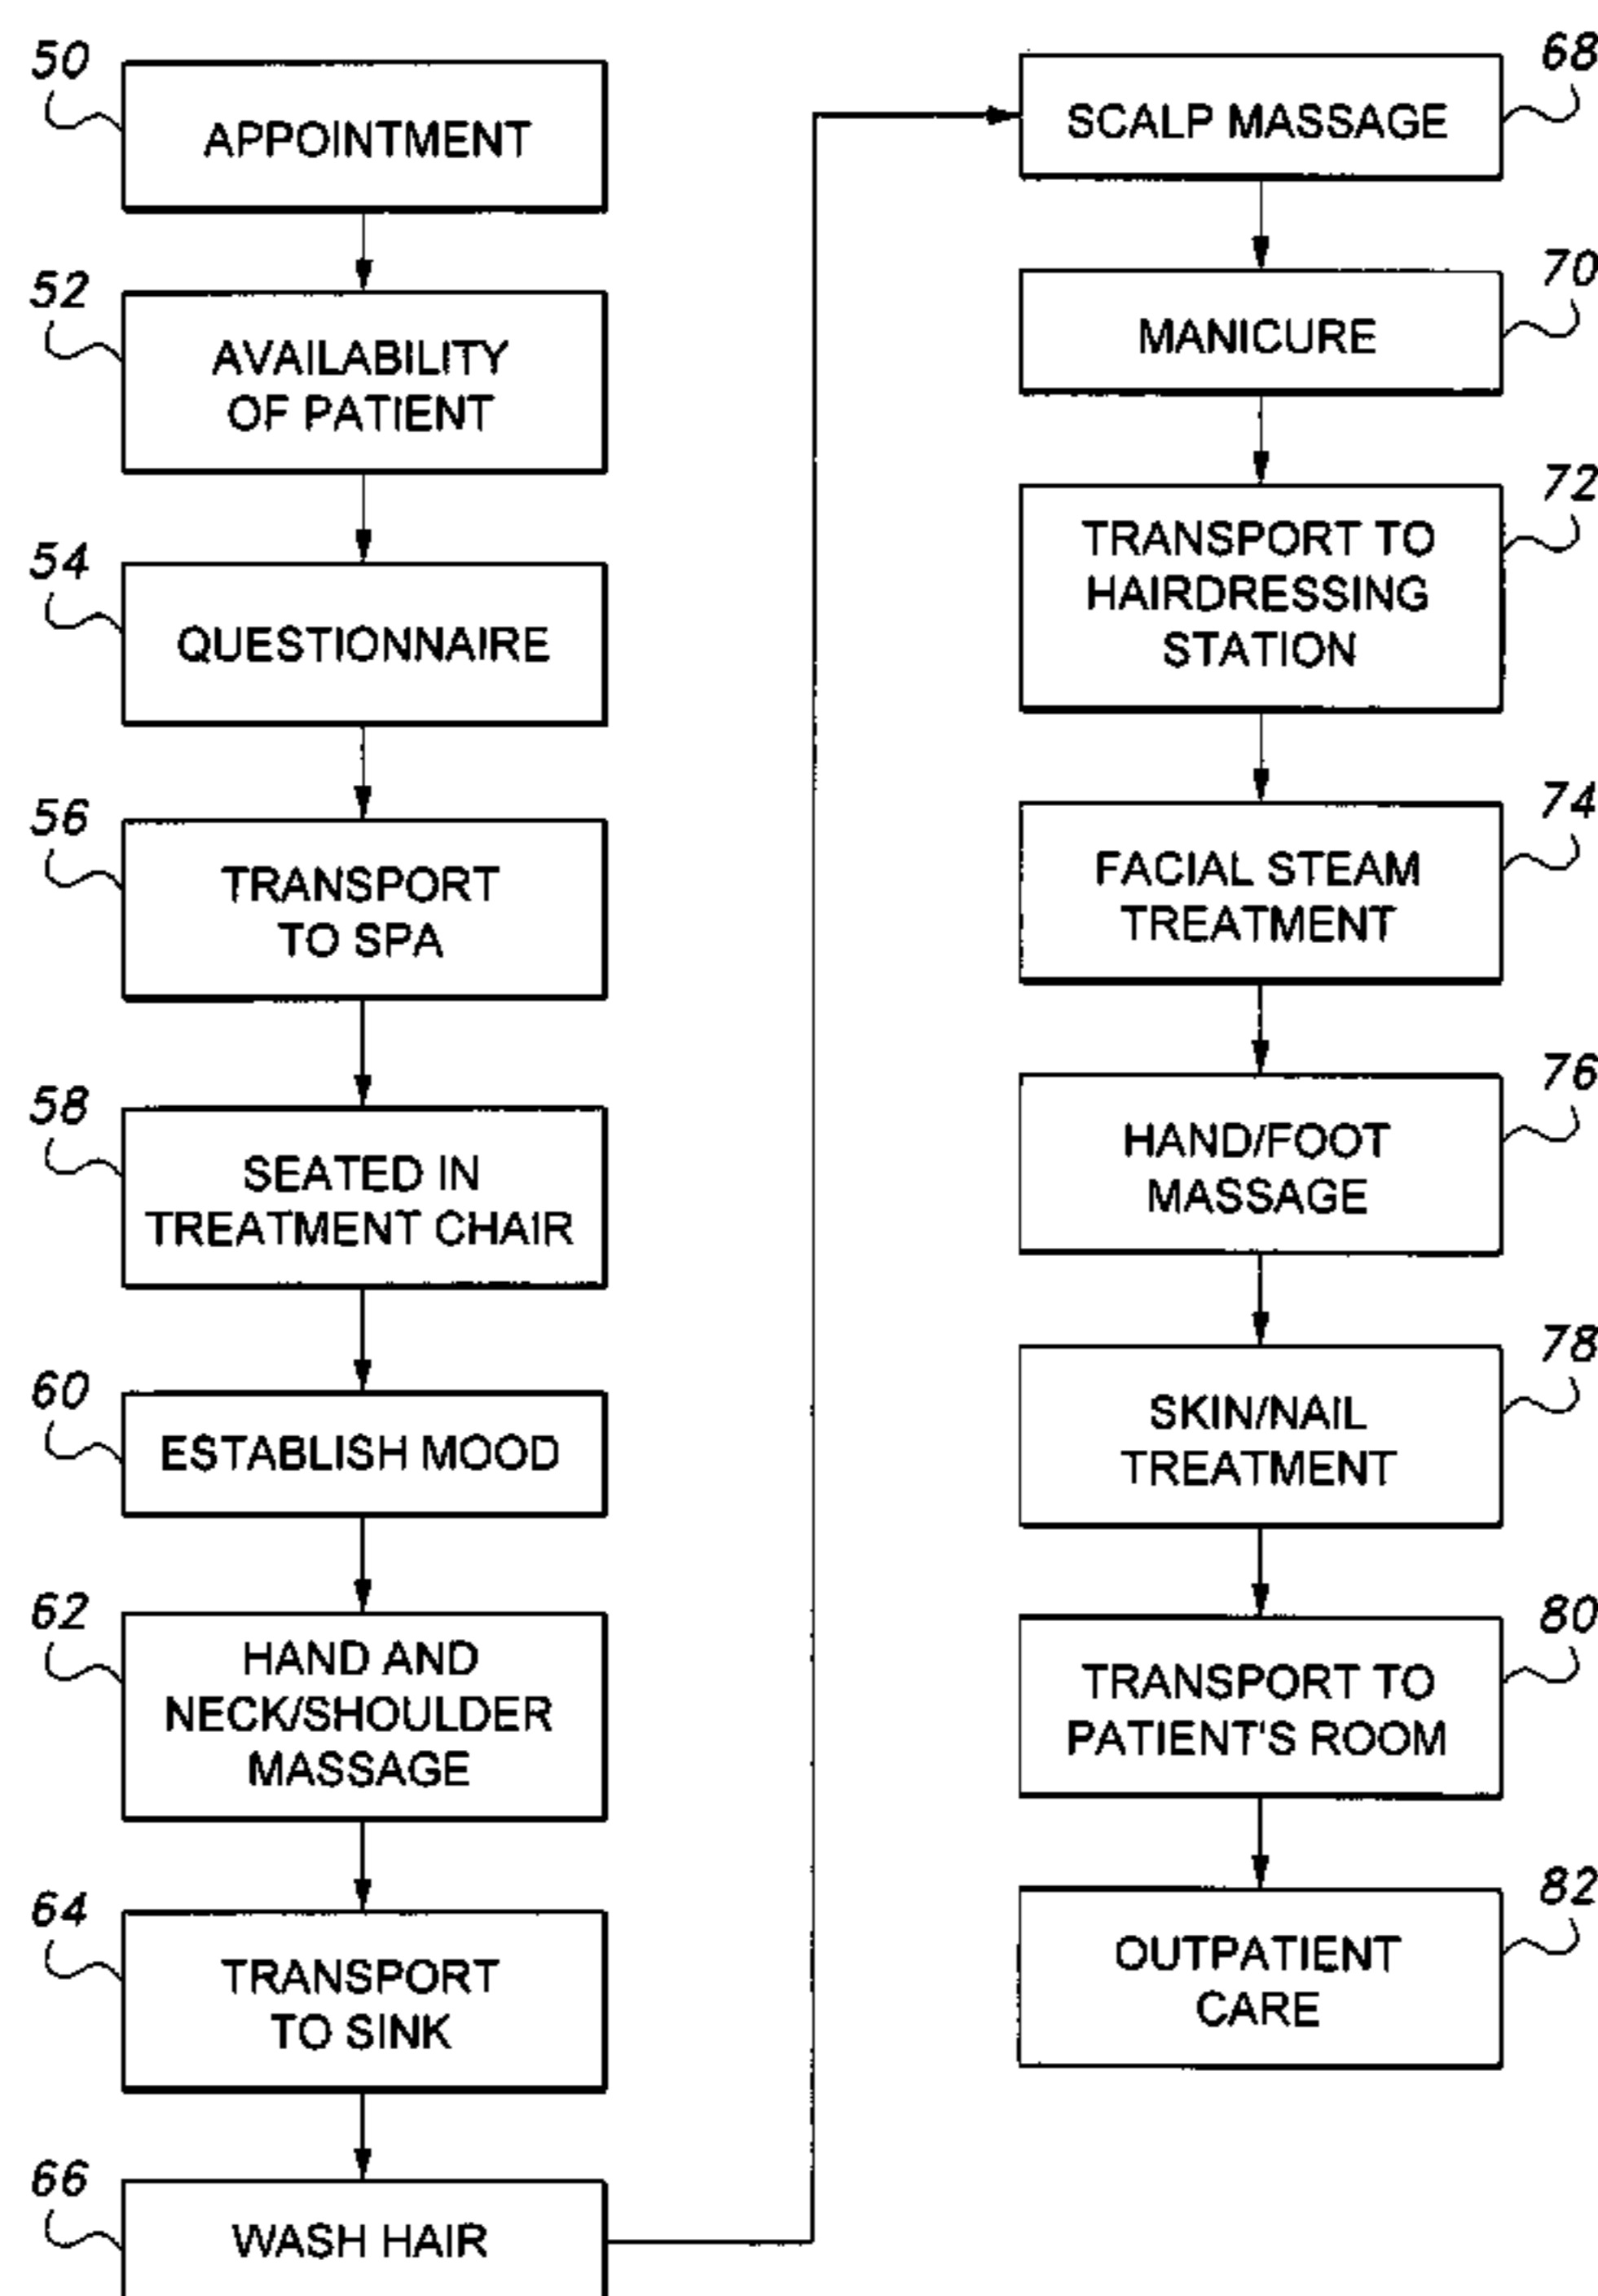 50
APPOINTMENT
52
AVAILABILITY
OF PATIENT
54
QUESTIONNAIRE
56
TRANSPORT
TO SPA
58
SEATED IN
TREATMENT CHAIR
60
ESTABLISH MOOD
62
HAND AND
NECK/SHOULDER
MASSAGE
64
TRANSPORT
TO SINK
66
WASH HAIR
68
SCALP MASSAGE
70
MANICURE
72
TRANSPORT TO
HAIRDRESSING
STATION
74
FACIAL STEAM
TREATMENT
76
HAND/FOOT
MASSAGE
78
SKIN/NAIL
TREATMENT
80
TRANSPORT TO
PATIENT'S ROOM
82
OUTPATIENT
CARE